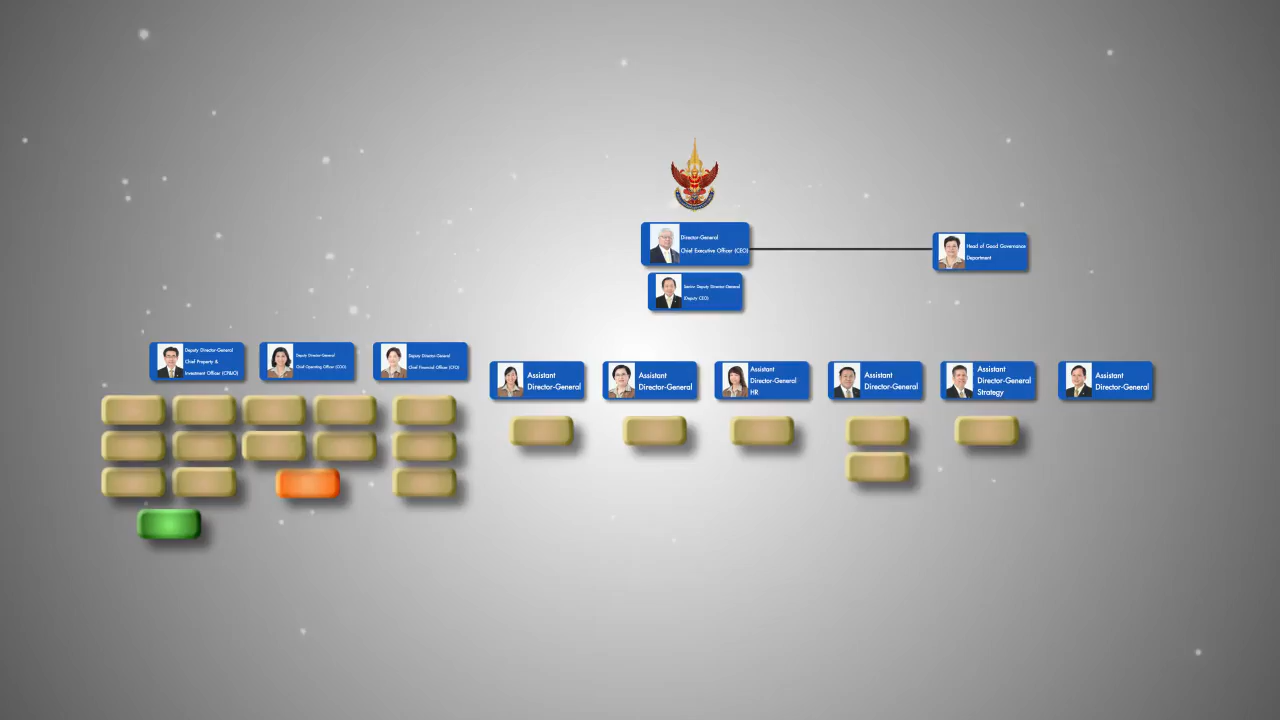 Director-General
Chief Executive Officer (CEO)
Head of Good Governance
Department
Senior Deputy Director-General
(Deputy CEO)
Deputy Director-General
Chief Property &
Investment Officer (CPIMO)
Deputy Director-General
Chief Operating Officer (COO)
Deputy Director-General
Chief Financial Officer (CFO)
Assistant
Director-General
Assistant
Director-General
Assistant
Director-General
HR
Assistant
Director-General
Assistant
Director-General
Strategy
Assistant
Director-General